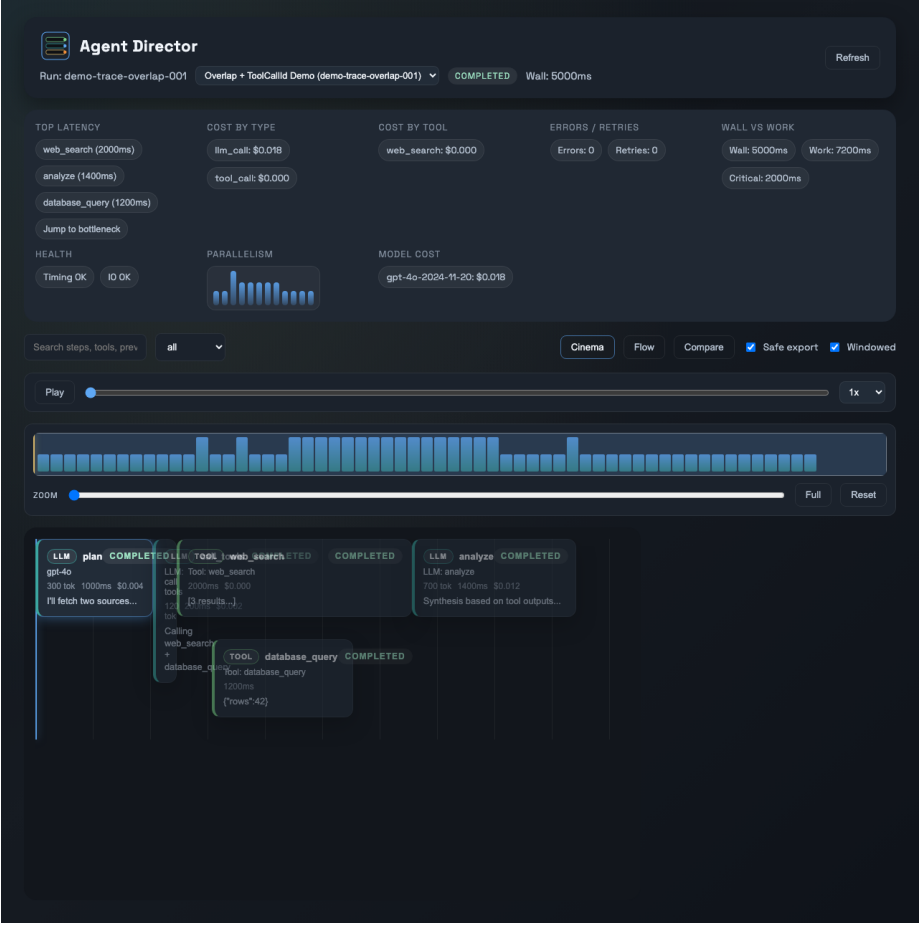 Agent Director
Run: demo-trace-overlap-001 Overlap + ToolCallId Demo (demo-trace-overlap-001) COMPLETED Wall: 5000ms
Refresh
TOP LATENCY
web_search (2000ms)
analyze (1400ms)
database_query (1200ms)
Jump to bottleneck
COST BY TYPE
llm_call: $0.018
tool_call: $0.000
COST BY TOOL
web_search: $0.000
ERRORS / RETRIES
Errors: 0 Retries: 0
WALL VS WORK
Wall: 5000ms Work: 7200ms
Critical: 2000ms
HEALTH
Timing OK IO OK
PARALLELISM
MODEL COST
gpt-4o-2024-11-20: $0.018
Search steps, tools, prev all Cinema Flow Compare Safe export Windowed
Play 1x
ZOOM Full Reset
LLM plan COMPLETED
gpt-4o
300 tok 1000ms $0.004
I'll fetch two sources...
LLM
LLM:
call
tools
120
tok
Calling
web_search
+
database_query
TOOL web_search COMPLETED
Tool: web_search
2000ms $0.000
[3 results...]
LLM analyze COMPLETED
LLM: analyze
700 tok 1400ms $0.012
Synthesis based on tool outputs...
TOOL database_query COMPLETED
Tool: database_query
1200ms
{"rows":42}